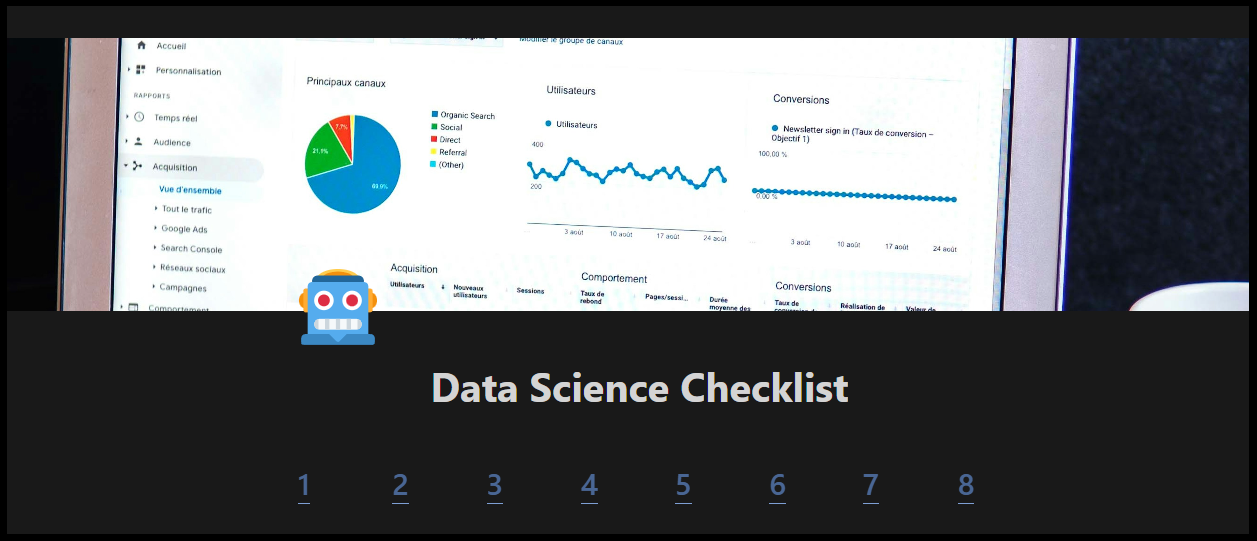 Modifier le groupe de canaux
Accueil
Personnalisation
RAPPORTS
Temps réel
Audience
Acquisition
Vue d'ensemble
Tout le trafic
Google Ads
Search Console
Réseaux sociaux
Campagnes
Comportement
Principaux canaux
7,7%
21,1%
69,9%
Organic Search
Social
Direct
Referral
(Other)
Utilisateurs
Utilisateurs
400
200
3 août 10 août 17 août 24 août
Conversions
Newsletter sign in (Taux de conversion –
Objectif 1)
100,00 %
0,00 %
3 août 10 août 17 août 24 août
Acquisition
Comportement
Conversions
Utilisateurs
Nouveaux
utilisateurs
Sessions
Taux de
rebond
Pages/sessi...
Durée
moyenne des
Taux de
Réalisation de
Valeur de
Data Science Checklist
1 2 3 4 5 6 7 8